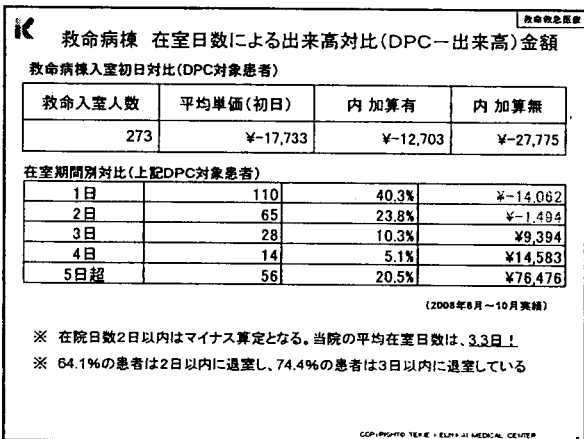 救命救急医療
救命病棟 在室日数による出来高対比(DPC－出来高)金額
救命病棟入室初日対比(DPC対象患者)
救命入室人数 平均単価(初日) 内 加算有 内 加算無
273 ¥-17,733 ¥-12,703 ¥-27,775
在室期間別対比(上記DPC対象患者)
1日 110 40.3% ¥-14,062
2日 65 23.8% ¥-1,494
3日 28 10.3% ¥9,394
4日 14 5.1% ¥14,583
5日超 56 20.5% ¥76,476
(2008年6月～10月実績)
※ 在院日数2日以内はマイナス算定となる。当院の平均在室日数は、3.3日！
※ 64.1%の患者は2日以内に退室し、74.4%の患者は3日以内に退室している
MEDICAL CENTER